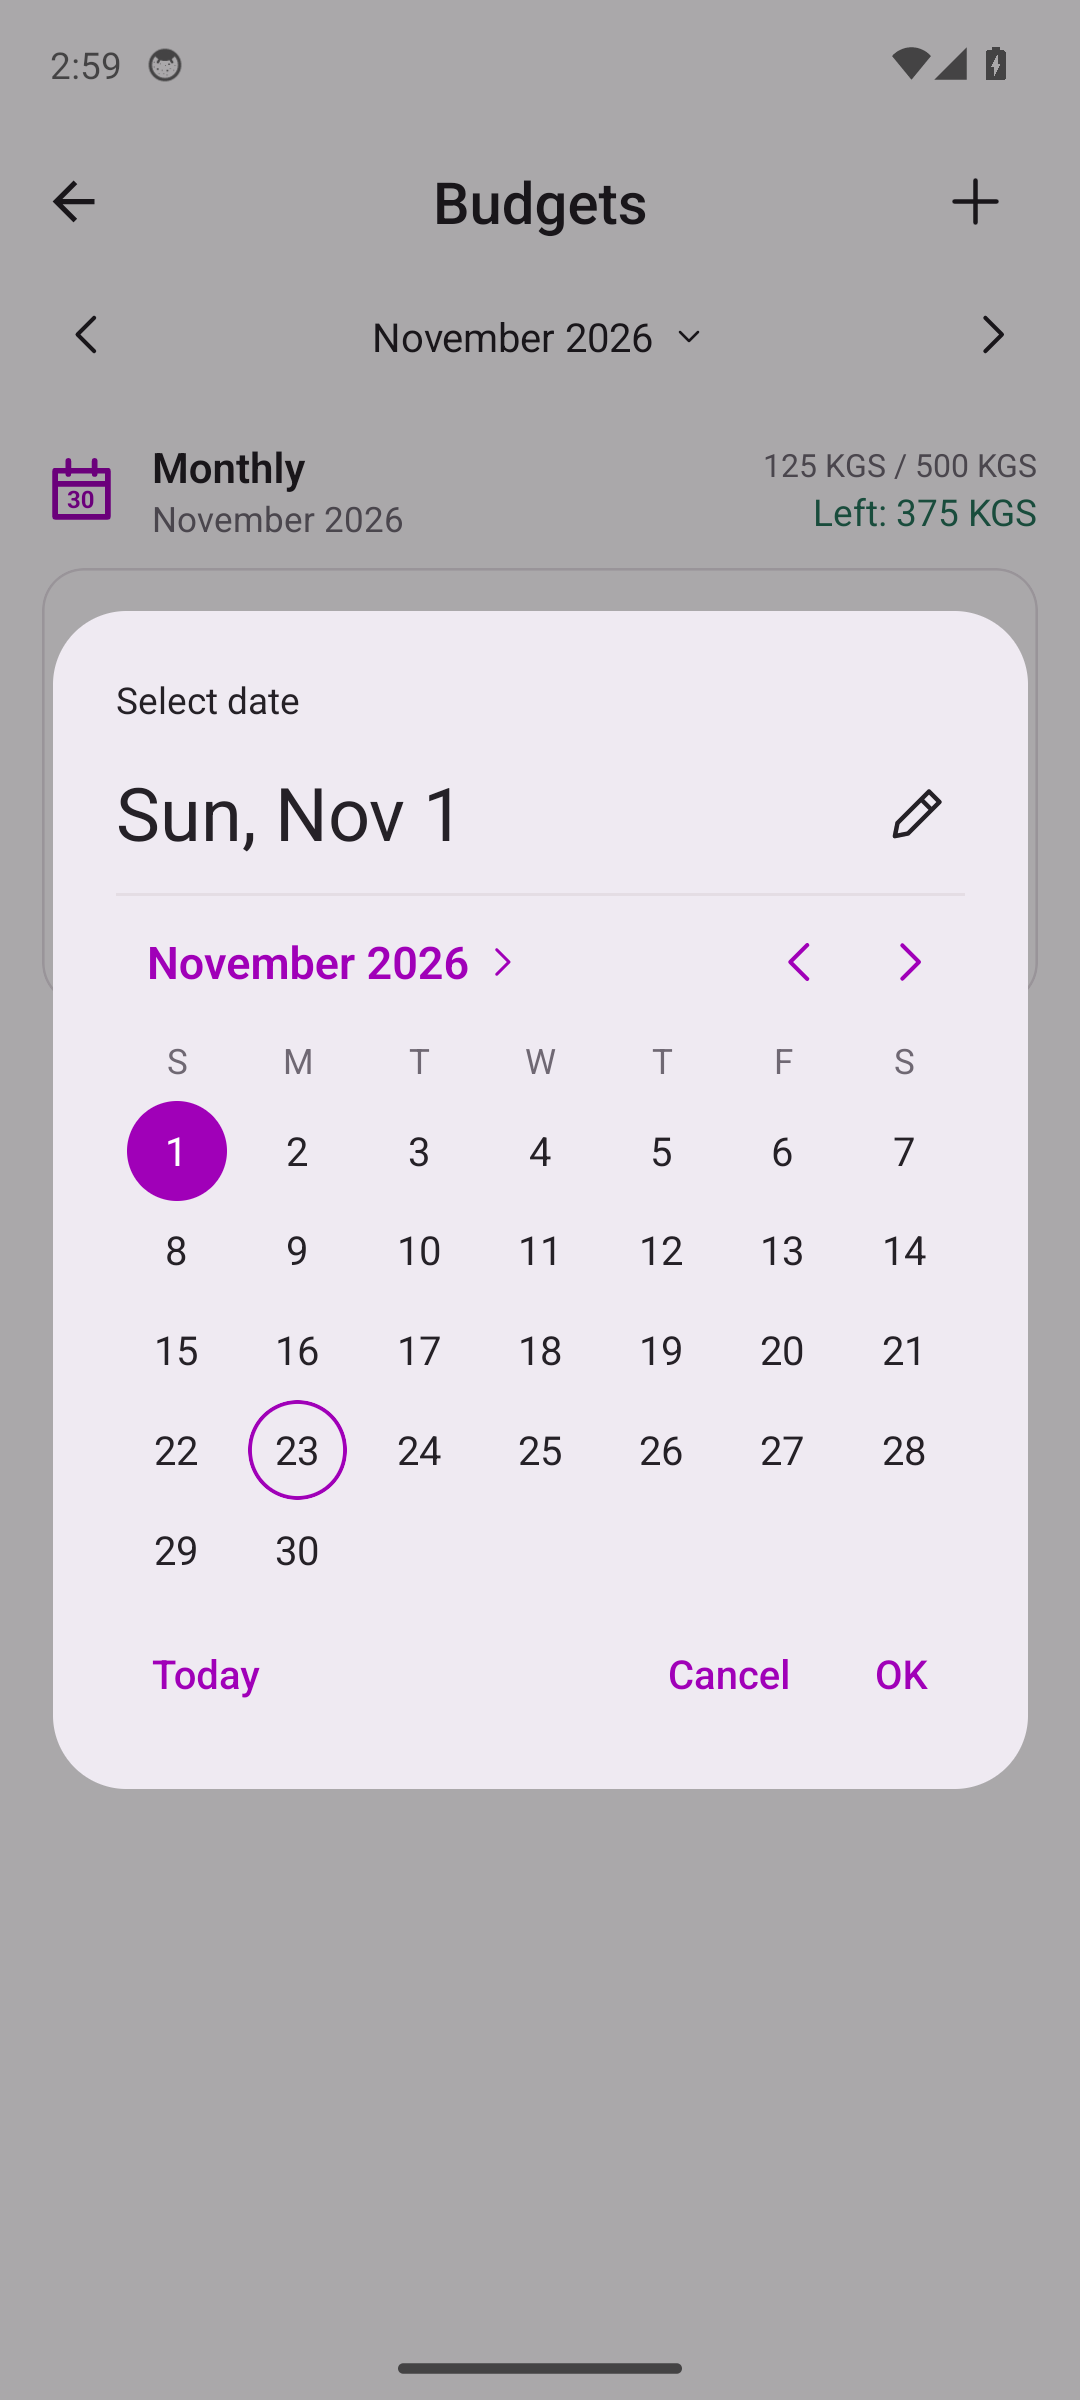 2:59
Budgets
November 2026
Monthly
125 KGS / 500 KGS
30
November 2026
Left: 375 KGS
Select date
Sun, Nov 1
November 2026
S M T W T F S
1 2 3 4 5 6 7
8 9 10 11 12 13 14
15 16 17 18 19 20 21
22 23 24 25 26 27 28
29 30
Today
Cancel
OK